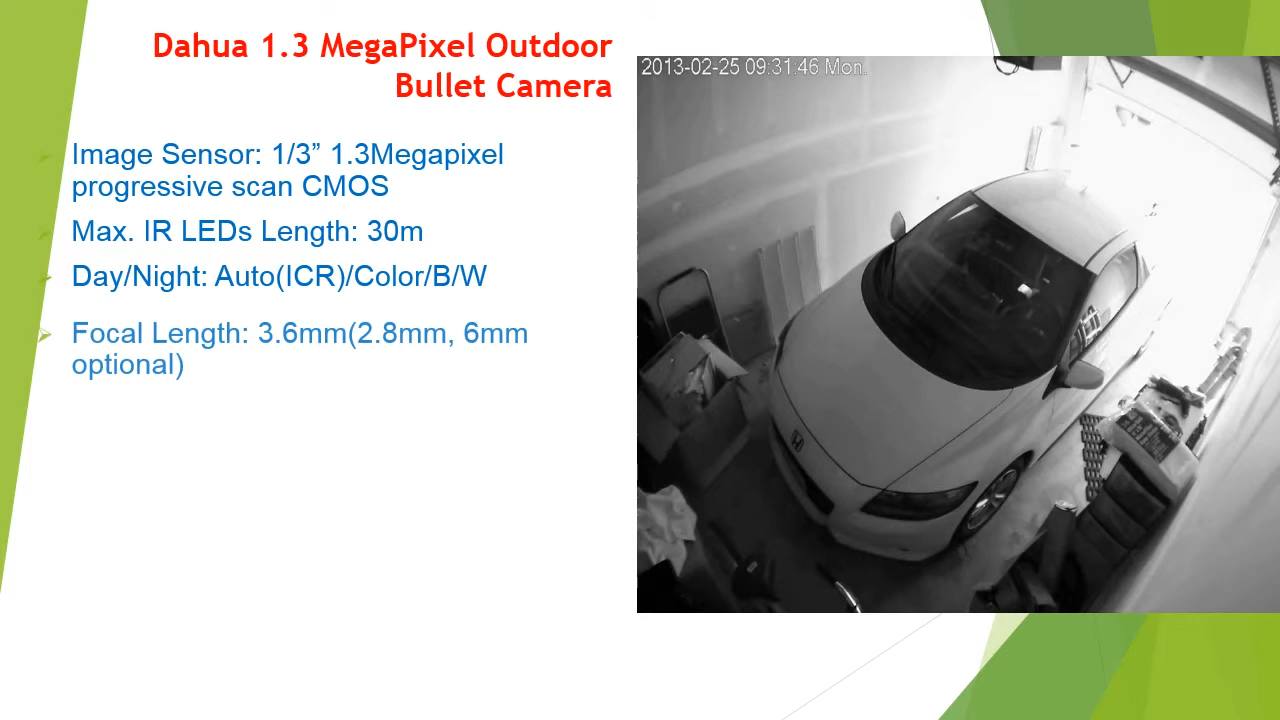 Dahua 1.3 MegaPixel Outdoor
Bullet Camera
2013-02-25 09:31:46 Mon.
Image Sensor: 1/3” 1.3Megapixel
progressive scan CMOS
Max. IR LEDs Length: 30m
Day/Night: Auto(ICR)/Color/B/W
Focal Length: 3.6mm(2.8mm, 6mm
optional)